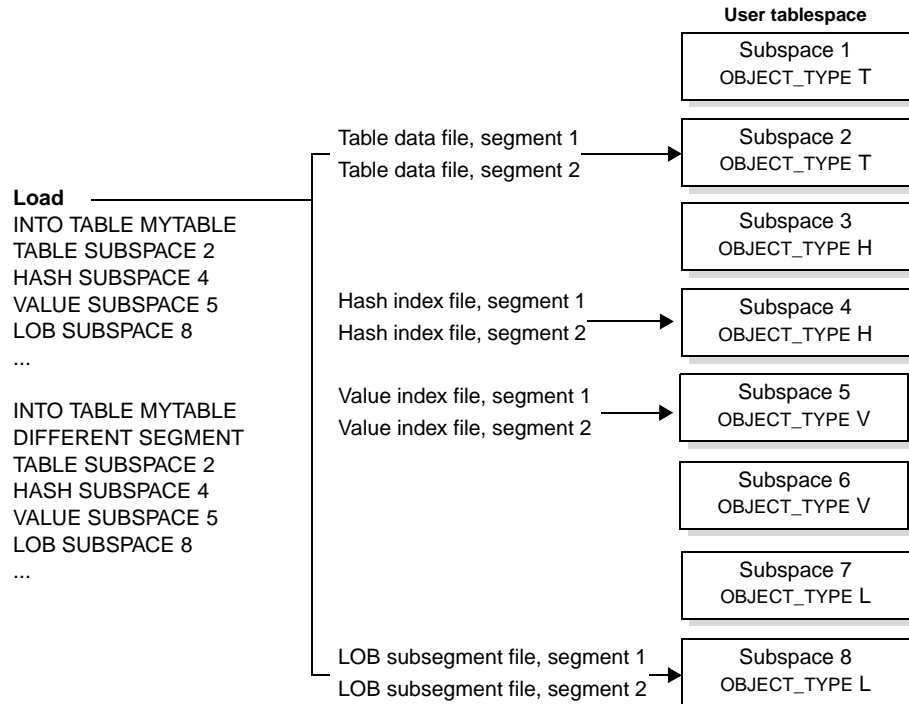 User tablespace
Subspace 1
OBJECT_TYPE T
Table data file, segment 1
Table data file, segment 2
Subspace 2
OBJECT_TYPE T
Load
INTO TABLE MYTABLE
TABLE SUBSPACE 2
HASH SUBSPACE 4
VALUE SUBSPACE 5
LOB SUBSPACE 8
...
Subspace 3
OBJECT_TYPE H
Hash index file, segment 1
Hash index file, segment 2
Subspace 4
OBJECT_TYPE H
Value index file, segment 1
Value index file, segment 2
Subspace 5
OBJECT_TYPE V
INTO TABLE MYTABLE
DIFFERENT SEGMENT
TABLE SUBSPACE 2
HASH SUBSPACE 4
VALUE SUBSPACE 5
LOB SUBSPACE 8
...
Subspace 6
OBJECT_TYPE V
Subspace 7
OBJECT_TYPE L
LOB subsegment file, segment 1
LOB subsegment file, segment 2
Subspace 8
OBJECT_TYPE L